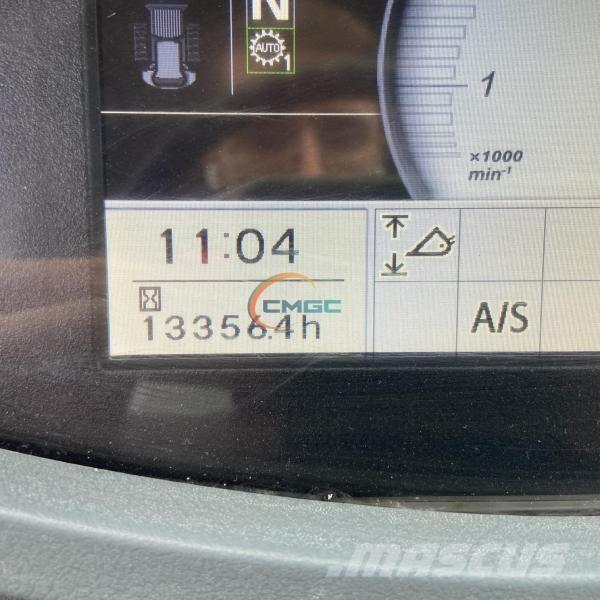 N
AUTO
1
1
×1000
min-1
11:04
CMGC
13356.4h
A/S
MASCUS